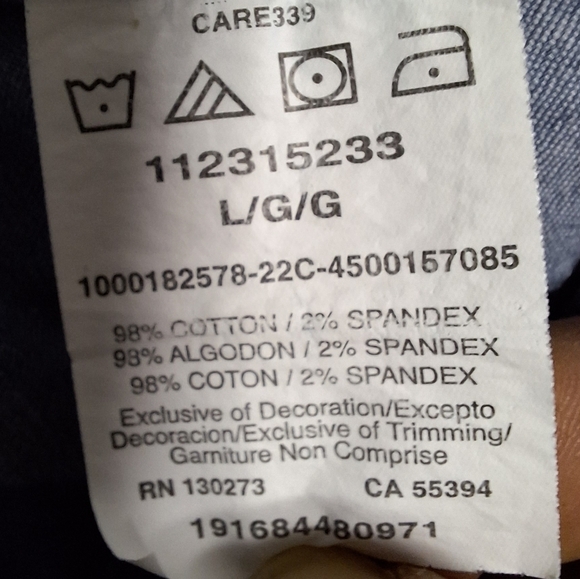 CARE339
112315233
L/G/G
1000182578-22C-4500157085
98% COTTON / 2% SPANDEX
98% ALGODON / 2% SPANDEX
98% COTON / 2% SPANDEX
Exclusive of Decoration/Excepto
Decoracion/Exclusive of Trimming/
Garniture Non Comprise
RN 130273 CA 55394
191684480971